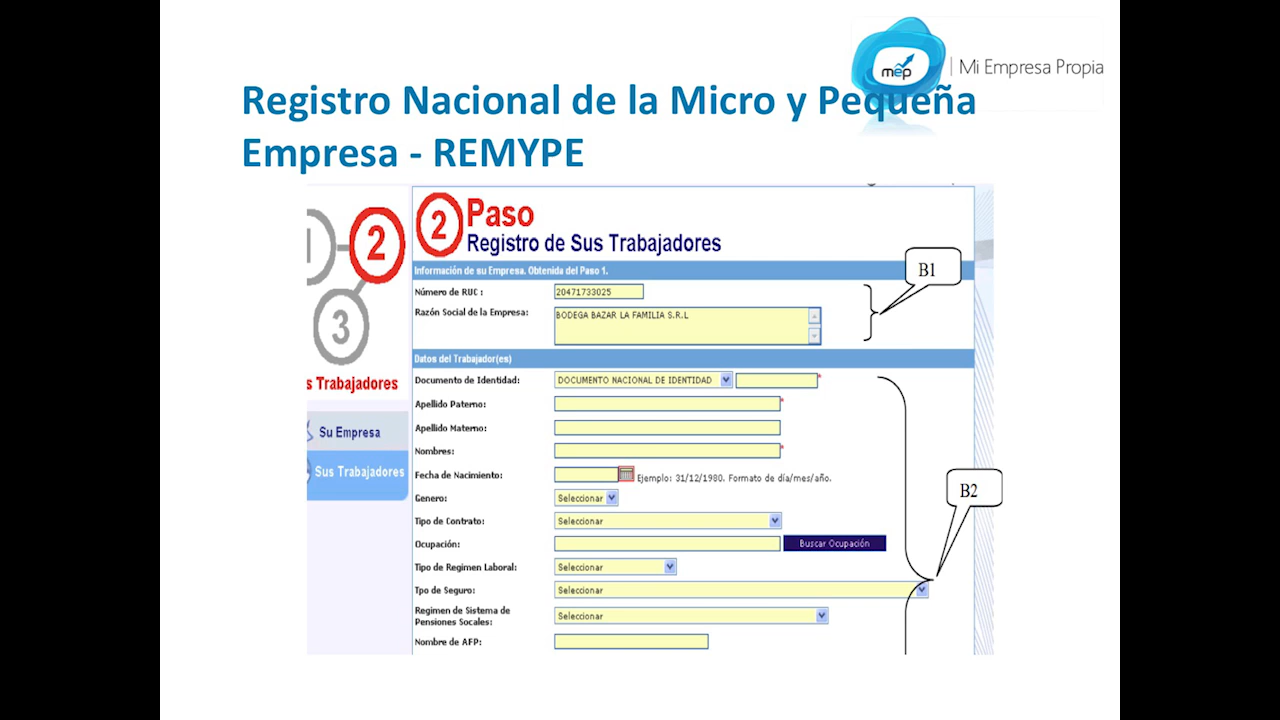 mep | Mi Empresa Propia
Registro Nacional de la Micro y Pequeña
Empresa - REMYPE
1
2
3
s Trabajadores
Su Empresa
Sus Trabajadores
2 Paso
Registro de Sus Trabajadores
Información de su Empresa. Obtenida del Paso 1.
B1
Número de RUC : 20471733025
Razón Social de la Empresa: BODEGA BAZAR LA FAMILIA S.R.L
Datos del Trabajador(es)
Documento de Identidad: DOCUMENTO NACIONAL DE IDENTIDAD *
Apellido Paterno: *
Apellido Materno:
Nombres: *
Fecha de Nacimiento: Ejemplo: 31/12/1980. Formato de día/mes/año.
B2
Genero: Seleccionar
Tipo de Contrato: Seleccionar
Ocupación: Buscar Ocupación
Tipo de Regimen Laboral: Seleccionar
Tpo de Seguro: Seleccionar
Regimen de Sistema de
Pensiones Socales: Seleccionar
Nombre de AFP: